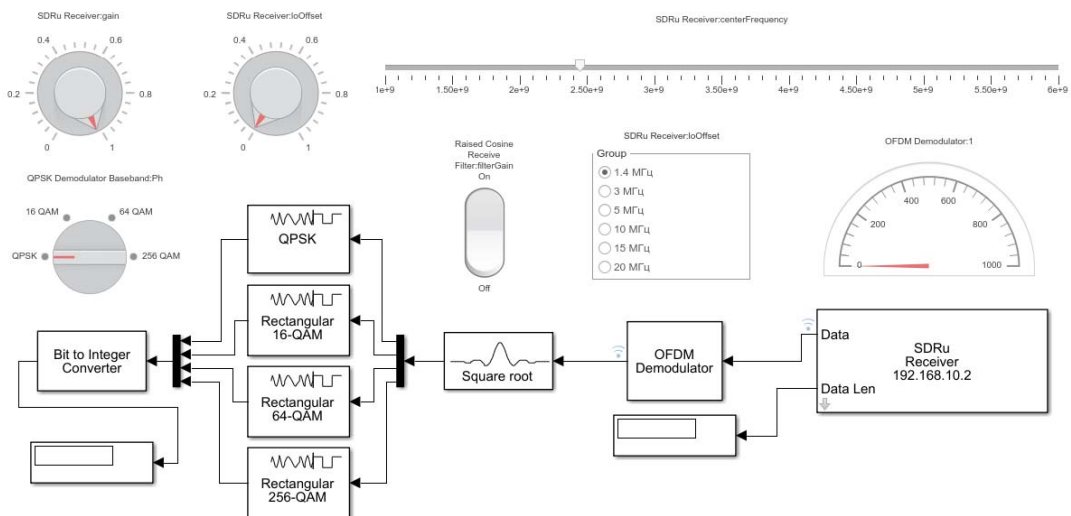 SDRu Receiver:gain
SDRu Receiver:loOffset
SDRu Receiver:centerFrequency
0 0.2 0.4 0.6 0.8 1
0 0.2 0.4 0.6 0.8 1
1e+9 1.50e+9 2e+9 2.50e+9 3e+9 3.50e+9 4e+9 4.50e+9 5e+9 5.50e+9 6e+9
QPSK Demodulator Baseband:Ph
16 QAM
64 QAM
QPSK
256 QAM
Raised Cosine
Receive
Filter:filterGain
On
Off
SDRu Receiver:loOffset
Group
1.4 МГц
3 МГц
5 МГц
10 МГц
15 МГц
20 МГц
OFDM Demodulator:1
0 200 400 600 800 1000
QPSK
Rectangular
16-QAM
Rectangular
64-QAM
Rectangular
256-QAM
Bit to Integer
Converter
Square root
OFDM
Demodulator
Data
Data Len
SDRu
Receiver
192.168.10.2